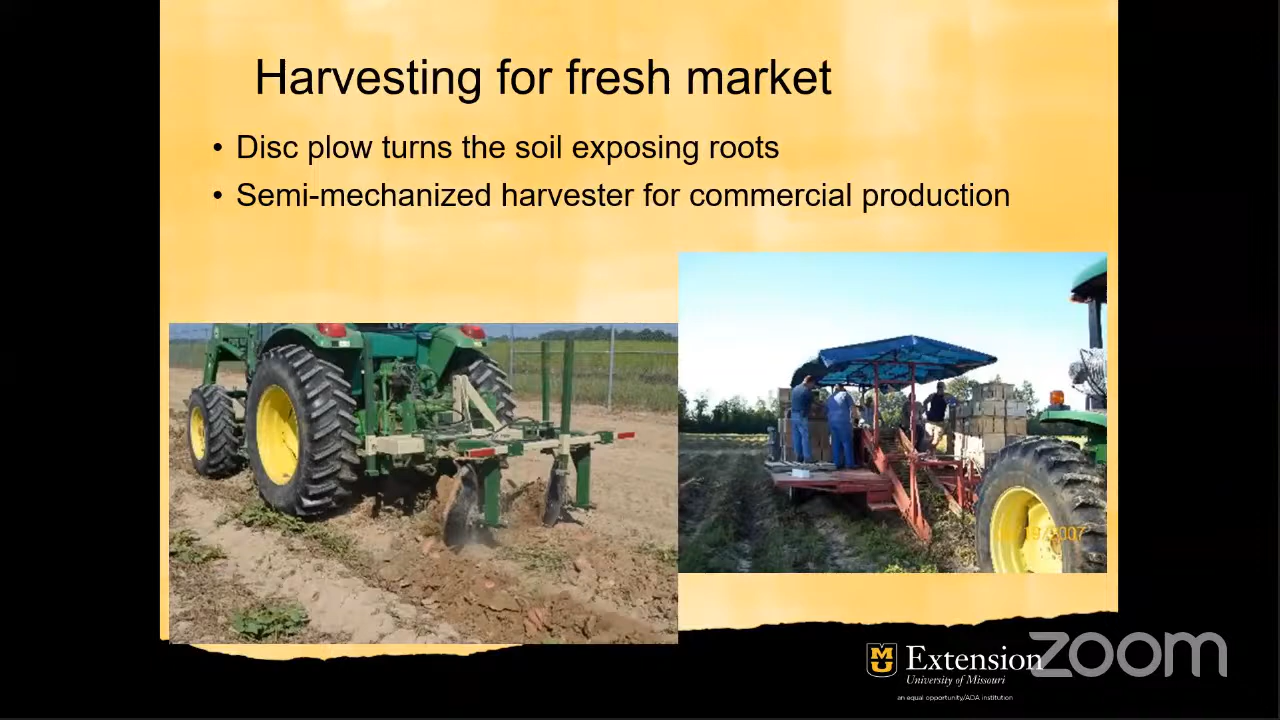 Harvesting for fresh market
• Disc plow turns the soil exposing roots
• Semi-mechanized harvester for commercial production
Extension
University of Missouri
an equal opportunity/ADA institution
zoom